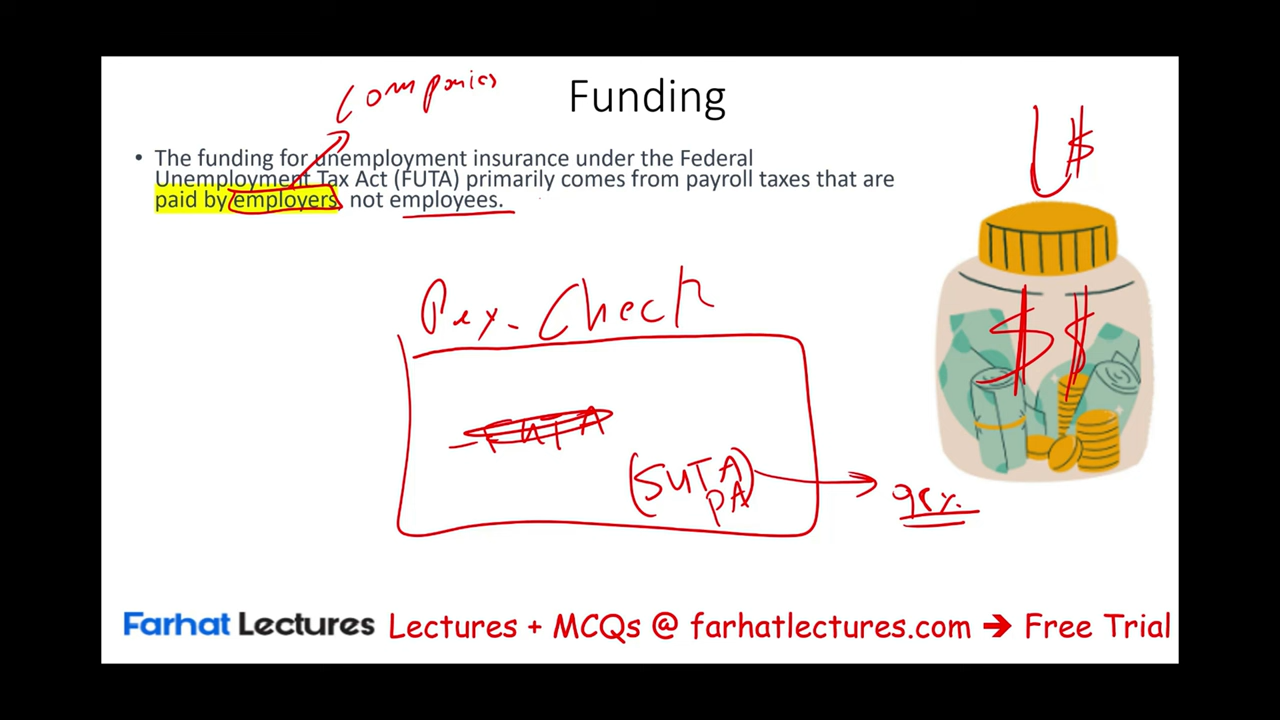 Companies
Funding
U$
• The funding for unemployment insurance under the Federal
Unemployment Tax Act (FUTA) primarily comes from payroll taxes that are
paid by employers, not employees.
Pay-Check
$ $
- FUTA
(SUTA)
PA
Farhat Lectures Lectures + MCQs @ farhatlectures.com → Free Trial